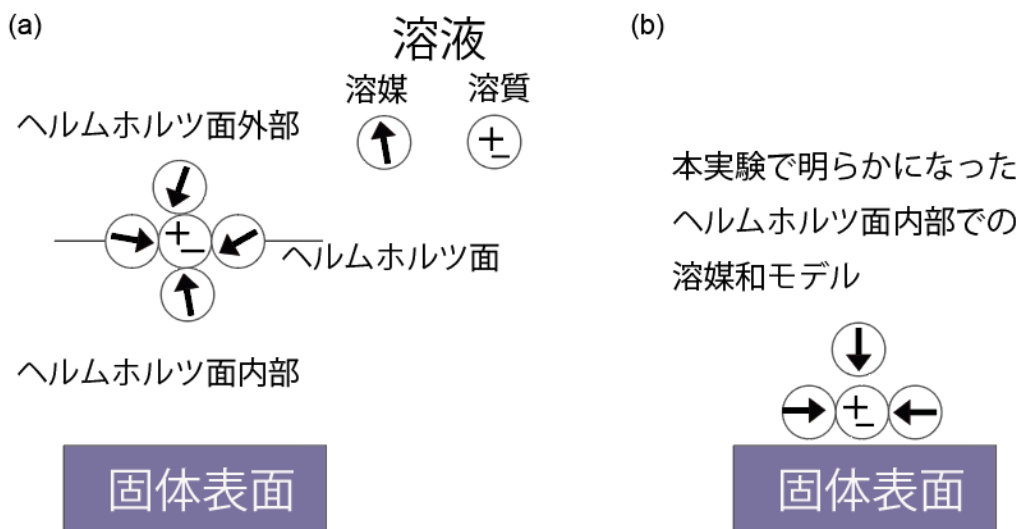 (a)
溶液
溶媒 溶質
ヘルムホルツ面外部
ヘルムホルツ面
ヘルムホルツ面内部
固体表面
(b)
本実験で明らかになった
ヘルムホルツ面内部での
溶媒和モデル
固体表面